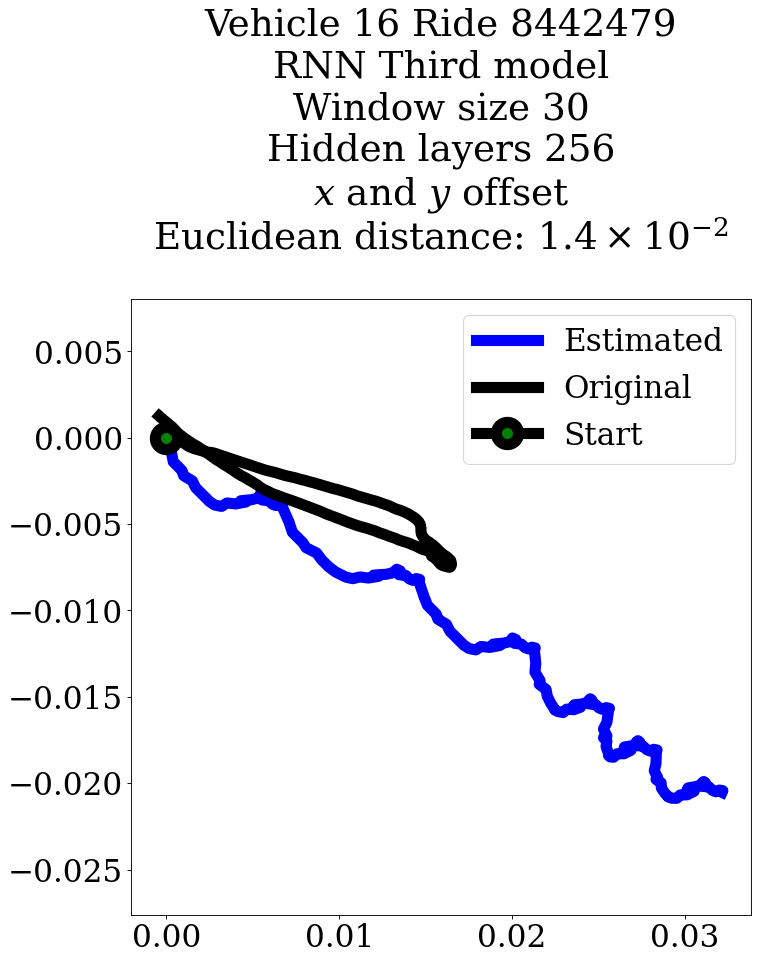 Vehicle 16 Ride 8442479
RNN Third model
Window size 30
Hidden layers 256
x and y offset
Euclidean distance: 1.4 × 10⁻²
Estimated
Original
Start
0.005
0.000
−0.005
−0.010
−0.015
−0.020
−0.025
0.00 0.01 0.02 0.03